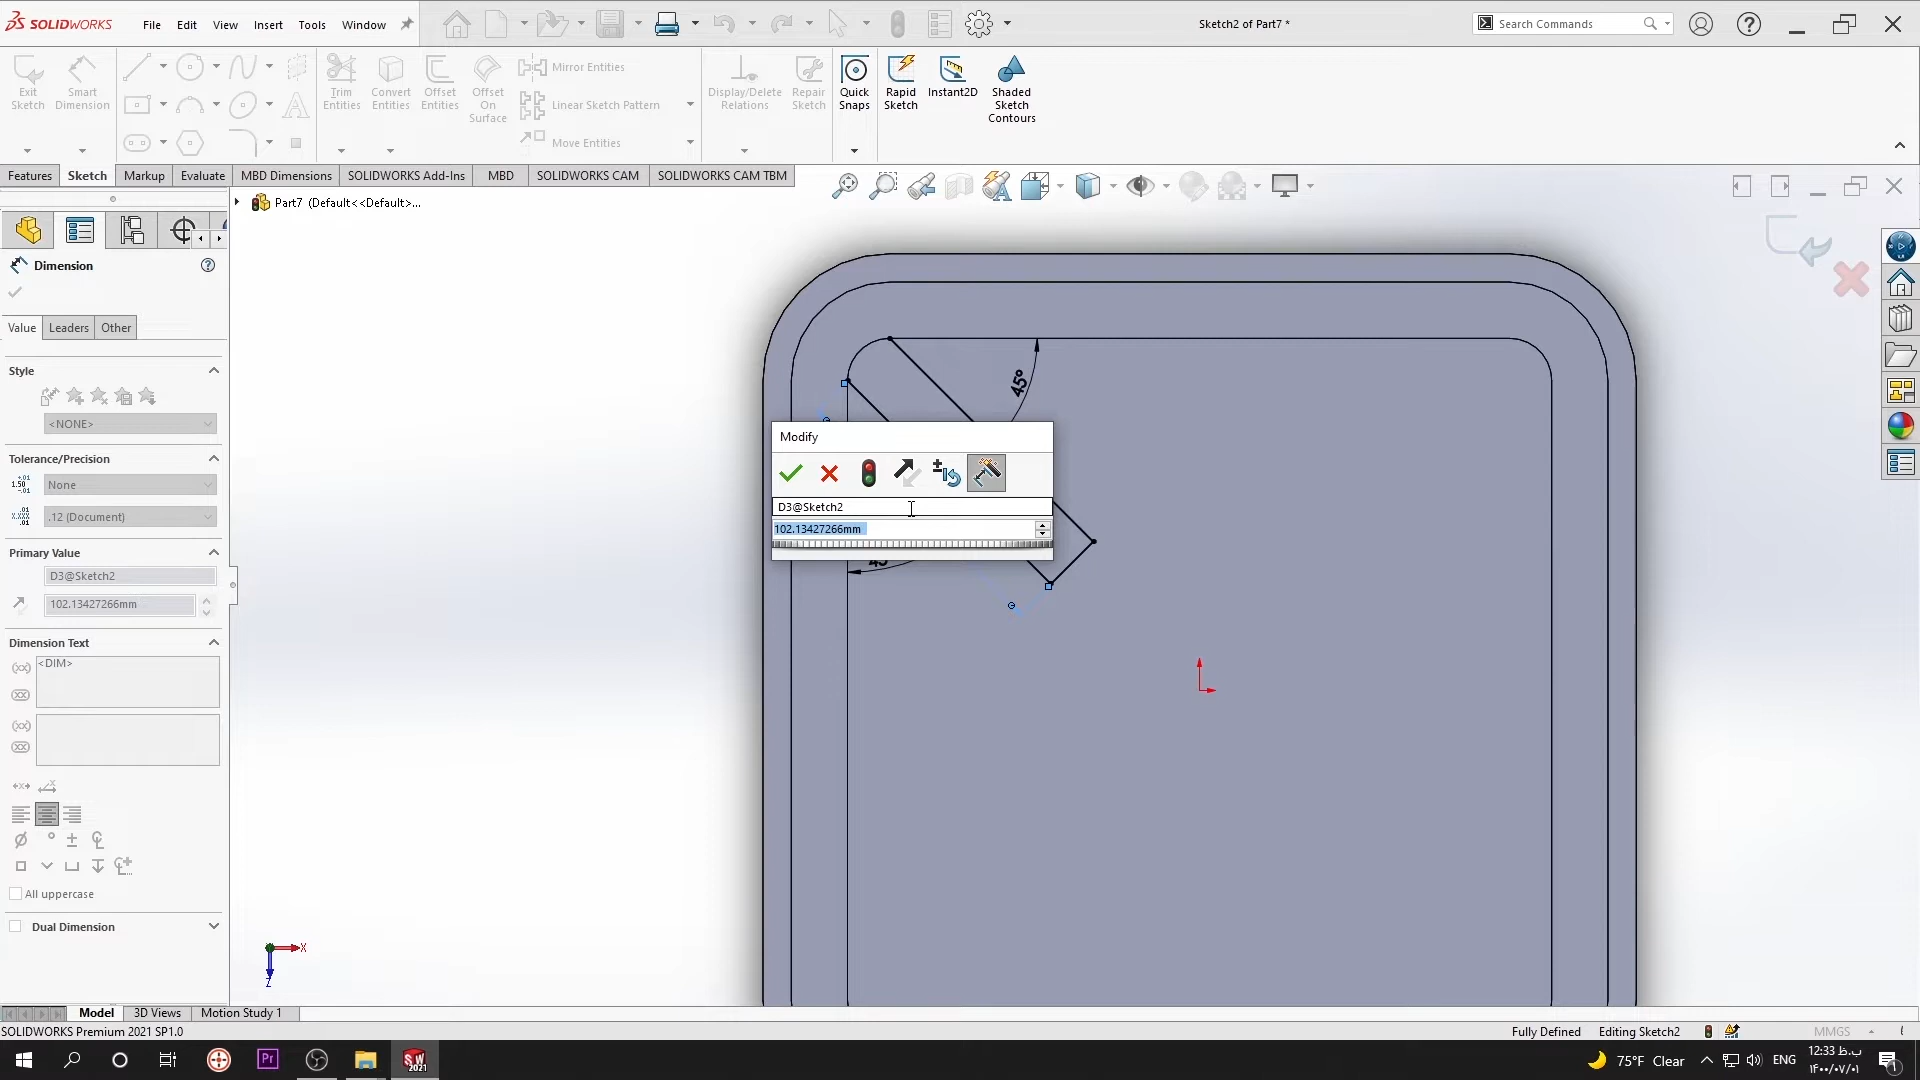 SOLIDWORKS File Edit View Insert Tools Window Sketch2 of Part7 * Search Commands
Exit Sketch Smart Dimension Trim Entities Convert Entities Offset Entities Offset On Surface Mirror Entities Linear Sketch Pattern Move Entities Display/Delete Relations Repair Sketch Quick Snaps Rapid Sketch Instant2D Shaded Sketch Contours
Features Sketch Markup Evaluate MBD Dimensions SOLIDWORKS Add-Ins MBD SOLIDWORKS CAM SOLIDWORKS CAM TBM
Part7 (Default<<Default>...
Dimension
Value Leaders Other
Style
<NONE>
Tolerance/Precision
None
.12 (Document)
Primary Value
D3@Sketch2
102.13427266mm
Dimension Text
<DIM>
All uppercase
Dual Dimension
45°
Modify
D3@Sketch2
102.13427266mm
X
Z
Model 3D Views Motion Study 1
SOLIDWORKS Premium 2021 SP1.0 Fully Defined Editing Sketch2 MMGS
75°F Clear ENG 12:33 ب.ظ
۱۴۰۰/۰۷/۰۱